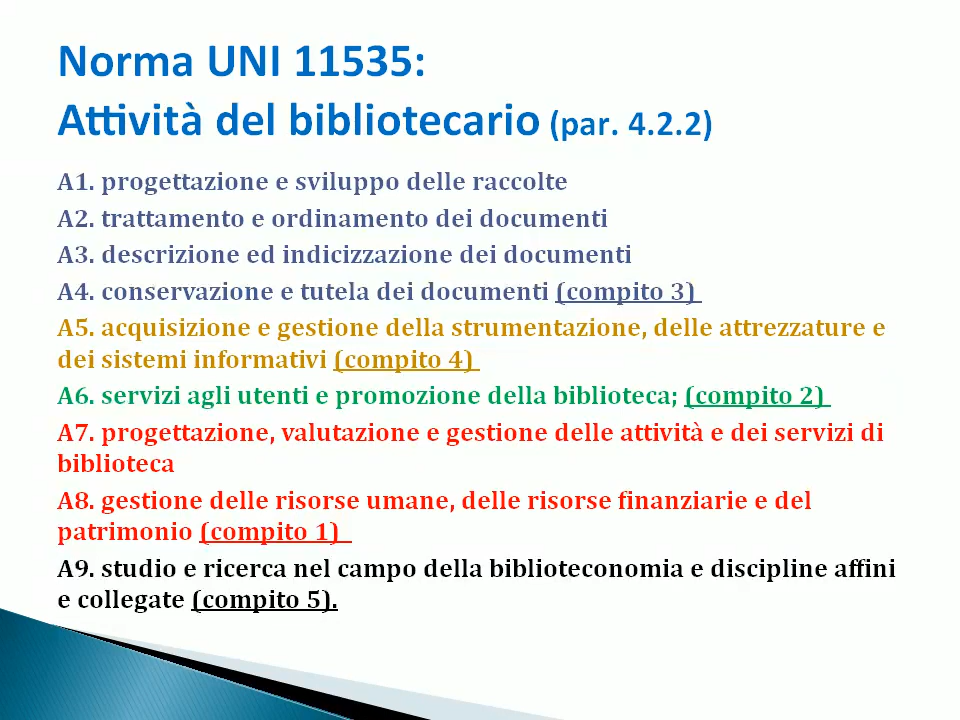 Norma UNI 11535:
Attività del bibliotecario (par. 4.2.2)
A1. progettazione e sviluppo delle raccolte
A2. trattamento e ordinamento dei documenti
A3. descrizione ed indicizzazione dei documenti
A4. conservazione e tutela dei documenti (compito 3)
A5. acquisizione e gestione della strumentazione, delle attrezzature e
dei sistemi informativi (compito 4)
A6. servizi agli utenti e promozione della biblioteca; (compito 2)
A7. progettazione, valutazione e gestione delle attività e dei servizi di
biblioteca
A8. gestione delle risorse umane, delle risorse finanziarie e del
patrimonio (compito 1)
A9. studio e ricerca nel campo della biblioteconomia e discipline affini
e collegate (compito 5).